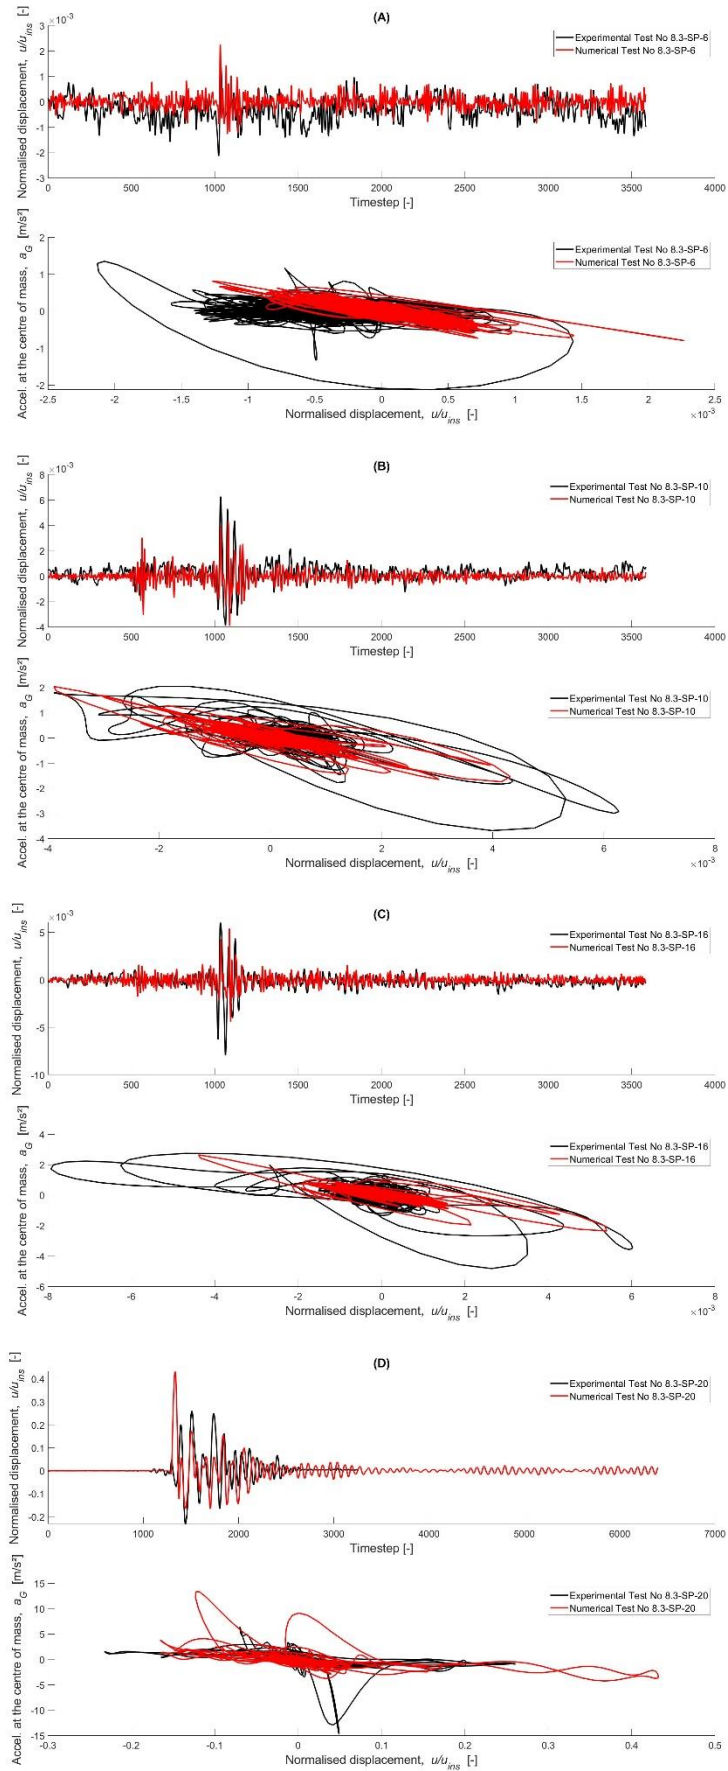 (A)
×10⁻³
Normalised displacement, u/u_ins [-]
3
2
1
0
-1
-2
-3
0 500 1000 1500 2000 2500 3000 3500 4000
Timestep [-]
Experimental Test No 8.3-SP-6
Numerical Test No 8.3-SP-6
Accel. at the centre of mass, a_G [m/s²]
2
1
0
-1
-2
-2.5 -2 -1.5 -1 -0.5 0 0.5 1 1.5 2 2.5
×10⁻³
Normalised displacement, u/u_ins [-]
Experimental Test No 8.3-SP-6
Numerical Test No 8.3-SP-6
(B)
×10⁻³
Normalised displacement, u/u_ins [-]
8
6
4
2
0
-2
-4
0 500 1000 1500 2000 2500 3000 3500 4000
Timestep [-]
Experimental Test No 8.3-SP-10
Numerical Test No 8.3-SP-10
Accel. at the centre of mass, a_G [m/s²]
2
1
0
-1
-2
-3
-4
-4 -2 0 2 4 6 8
×10⁻³
Normalised displacement, u/u_ins [-]
Experimental Test No 8.3-SP-10
Numerical Test No 8.3-SP-10
(C)
×10⁻³
Normalised displacement, u/u_ins [-]
5
0
-5
-10
0 500 1000 1500 2000 2500 3000 3500 4000
Timestep [-]
Experimental Test No 8.3-SP-16
Numerical Test No 8.3-SP-16
Accel. at the centre of mass, a_G [m/s²]
4
2
0
-2
-4
-6
-8 -6 -4 -2 0 2 4 6 8
×10⁻³
Normalised displacement, u/u_ins [-]
Experimental Test No 8.3-SP-16
Numerical Test No 8.3-SP-16
(D)
Normalised displacement, u/u_ins [-]
0.4
0.3
0.2
0.1
0
-0.1
-0.2
0 1000 2000 3000 4000 5000 6000 7000
Timestep [-]
Experimental Test No 8.3-SP-20
Numerical Test No 8.3-SP-20
Accel. at the centre of mass, a_G [m/s²]
15
10
5
0
-5
-10
-15
-0.3 -0.2 -0.1 0 0.1 0.2 0.3 0.4 0.5
Normalised displacement, u/u_ins [-]
Experimental Test No 8.3-SP-20
Numerical Test No 8.3-SP-20